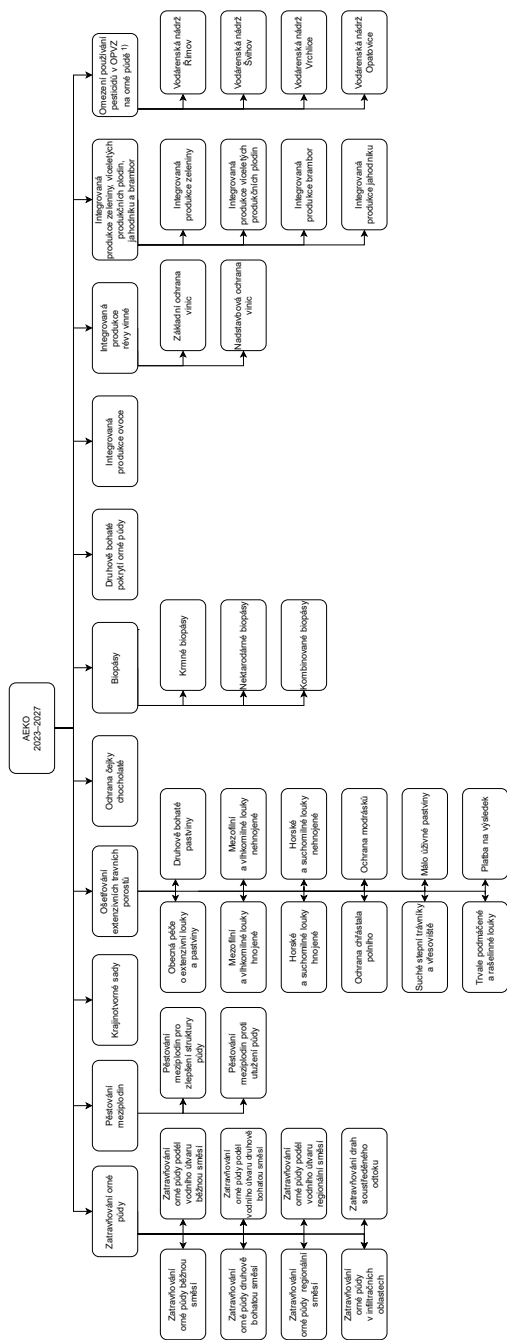 AEKO
2023–2027
Zatravňování orné
půdy
Pěstování
meziplodin
Krajinotvorné sady
Ošetřování
extenzivních travních
porostů
Ochrana čejky
chocholaté
Biopásy
Druhově bohaté
pokrytí orné půdy
Integrovaná
produkce ovoce
Integrovaná
produkce
révy vinné
Integrovaná
produkce zeleniny, víceletých
produkčních plodin,
jahodníku a brambor
Omezení používání
pesticidů v OPVZ
na orné půdě 1)
Zatravňování
orné půdy běžnou
směsí
Zatravňování
orné půdy podél
vodního útvaru
běžnou směsí
Zatravňování
orné půdy druhově
bohatou směsí
Zatravňování
orné půdy podél
vodního útvaru druhově
bohatou směsí
Zatravňování
orné půdy regionální
směsí
Zatravňování
orné půdy podél
vodního útvaru
regionální směsí
Zatravňování
orné půdy
v infiltračních
oblastech
Zatravňování drah
soustředěného
odtoku
Pěstování
meziplodin pro
zlepšení struktury
půdy
Pěstování
meziplodin proti
utužení půdy
Obecná péče
o extenzivní louky
a pastviny
Druhově bohaté
pastviny
Mezofilní
a vlhkomilné louky
hnojené
Mezofilní
a vlhkomilné louky
nehnojené
Horské
a suchomilné louky
hnojené
Horské
a suchomilné louky
nehnojené
Ochrana chřástala
polního
Ochrana modrásků
Suché stepní trávníky
a vřesoviště
Málo úživné pastviny
Trvale podmáčené
a rašelinné louky
Platba na výsledek
Krmné biopásy
Nektarodárné biopásy
Kombinované biopásy
Základní ochrana
vinic
Nadstavbová ochrana
vinic
Integrovaná
produkce zeleniny
Integrovaná
produkce víceletých
produkčních plodin
Integrovaná
produkce brambor
Integrovaná
produkce jahodníku
Vodárenská nádrž
Římov
Vodárenská nádrž
Švihov
Vodárenská nádrž
Vrchlice
Vodárenská nádrž
Opatovice